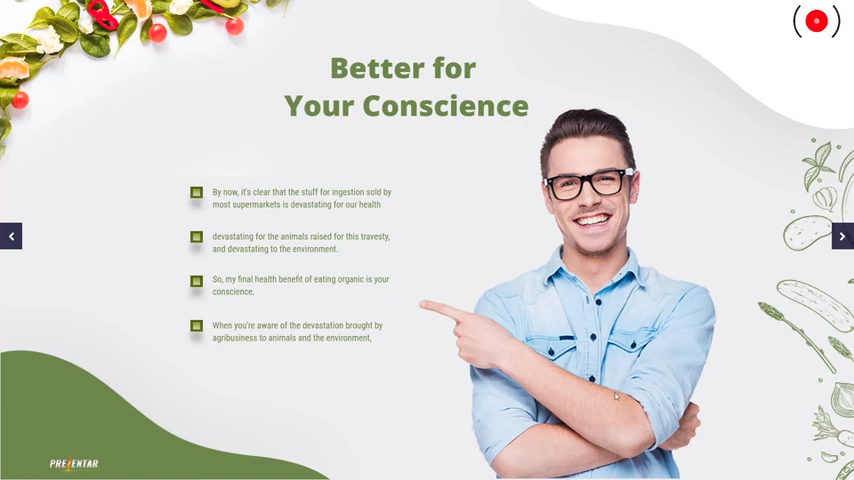 Better for
Your Conscience
By now, it's clear that the stuff for ingestion sold by
most supermarkets is devastating for our health
devastating for the animals raised for this travesty,
and devastating to the environment.
So, my final health benefit of eating organic is your
conscience.
When you're aware of the devastation brought by
agribusiness to animals and the environment,
PREZENTAR